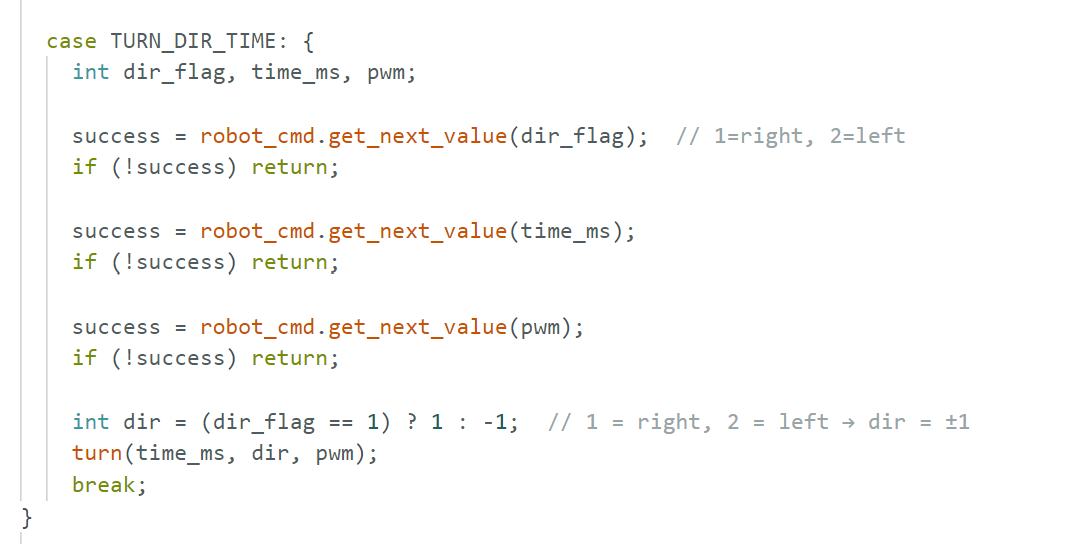 case TURN_DIR_TIME: {
int dir_flag, time_ms, pwm;
success = robot_cmd.get_next_value(dir_flag);  // 1=right, 2=left
if (!success) return;
success = robot_cmd.get_next_value(time_ms);
if (!success) return;
success = robot_cmd.get_next_value(pwm);
if (!success) return;
int dir = (dir_flag == 1) ? 1 : -1;  // 1 = right, 2 = left → dir = ±1
turn(time_ms, dir, pwm);
break;
}